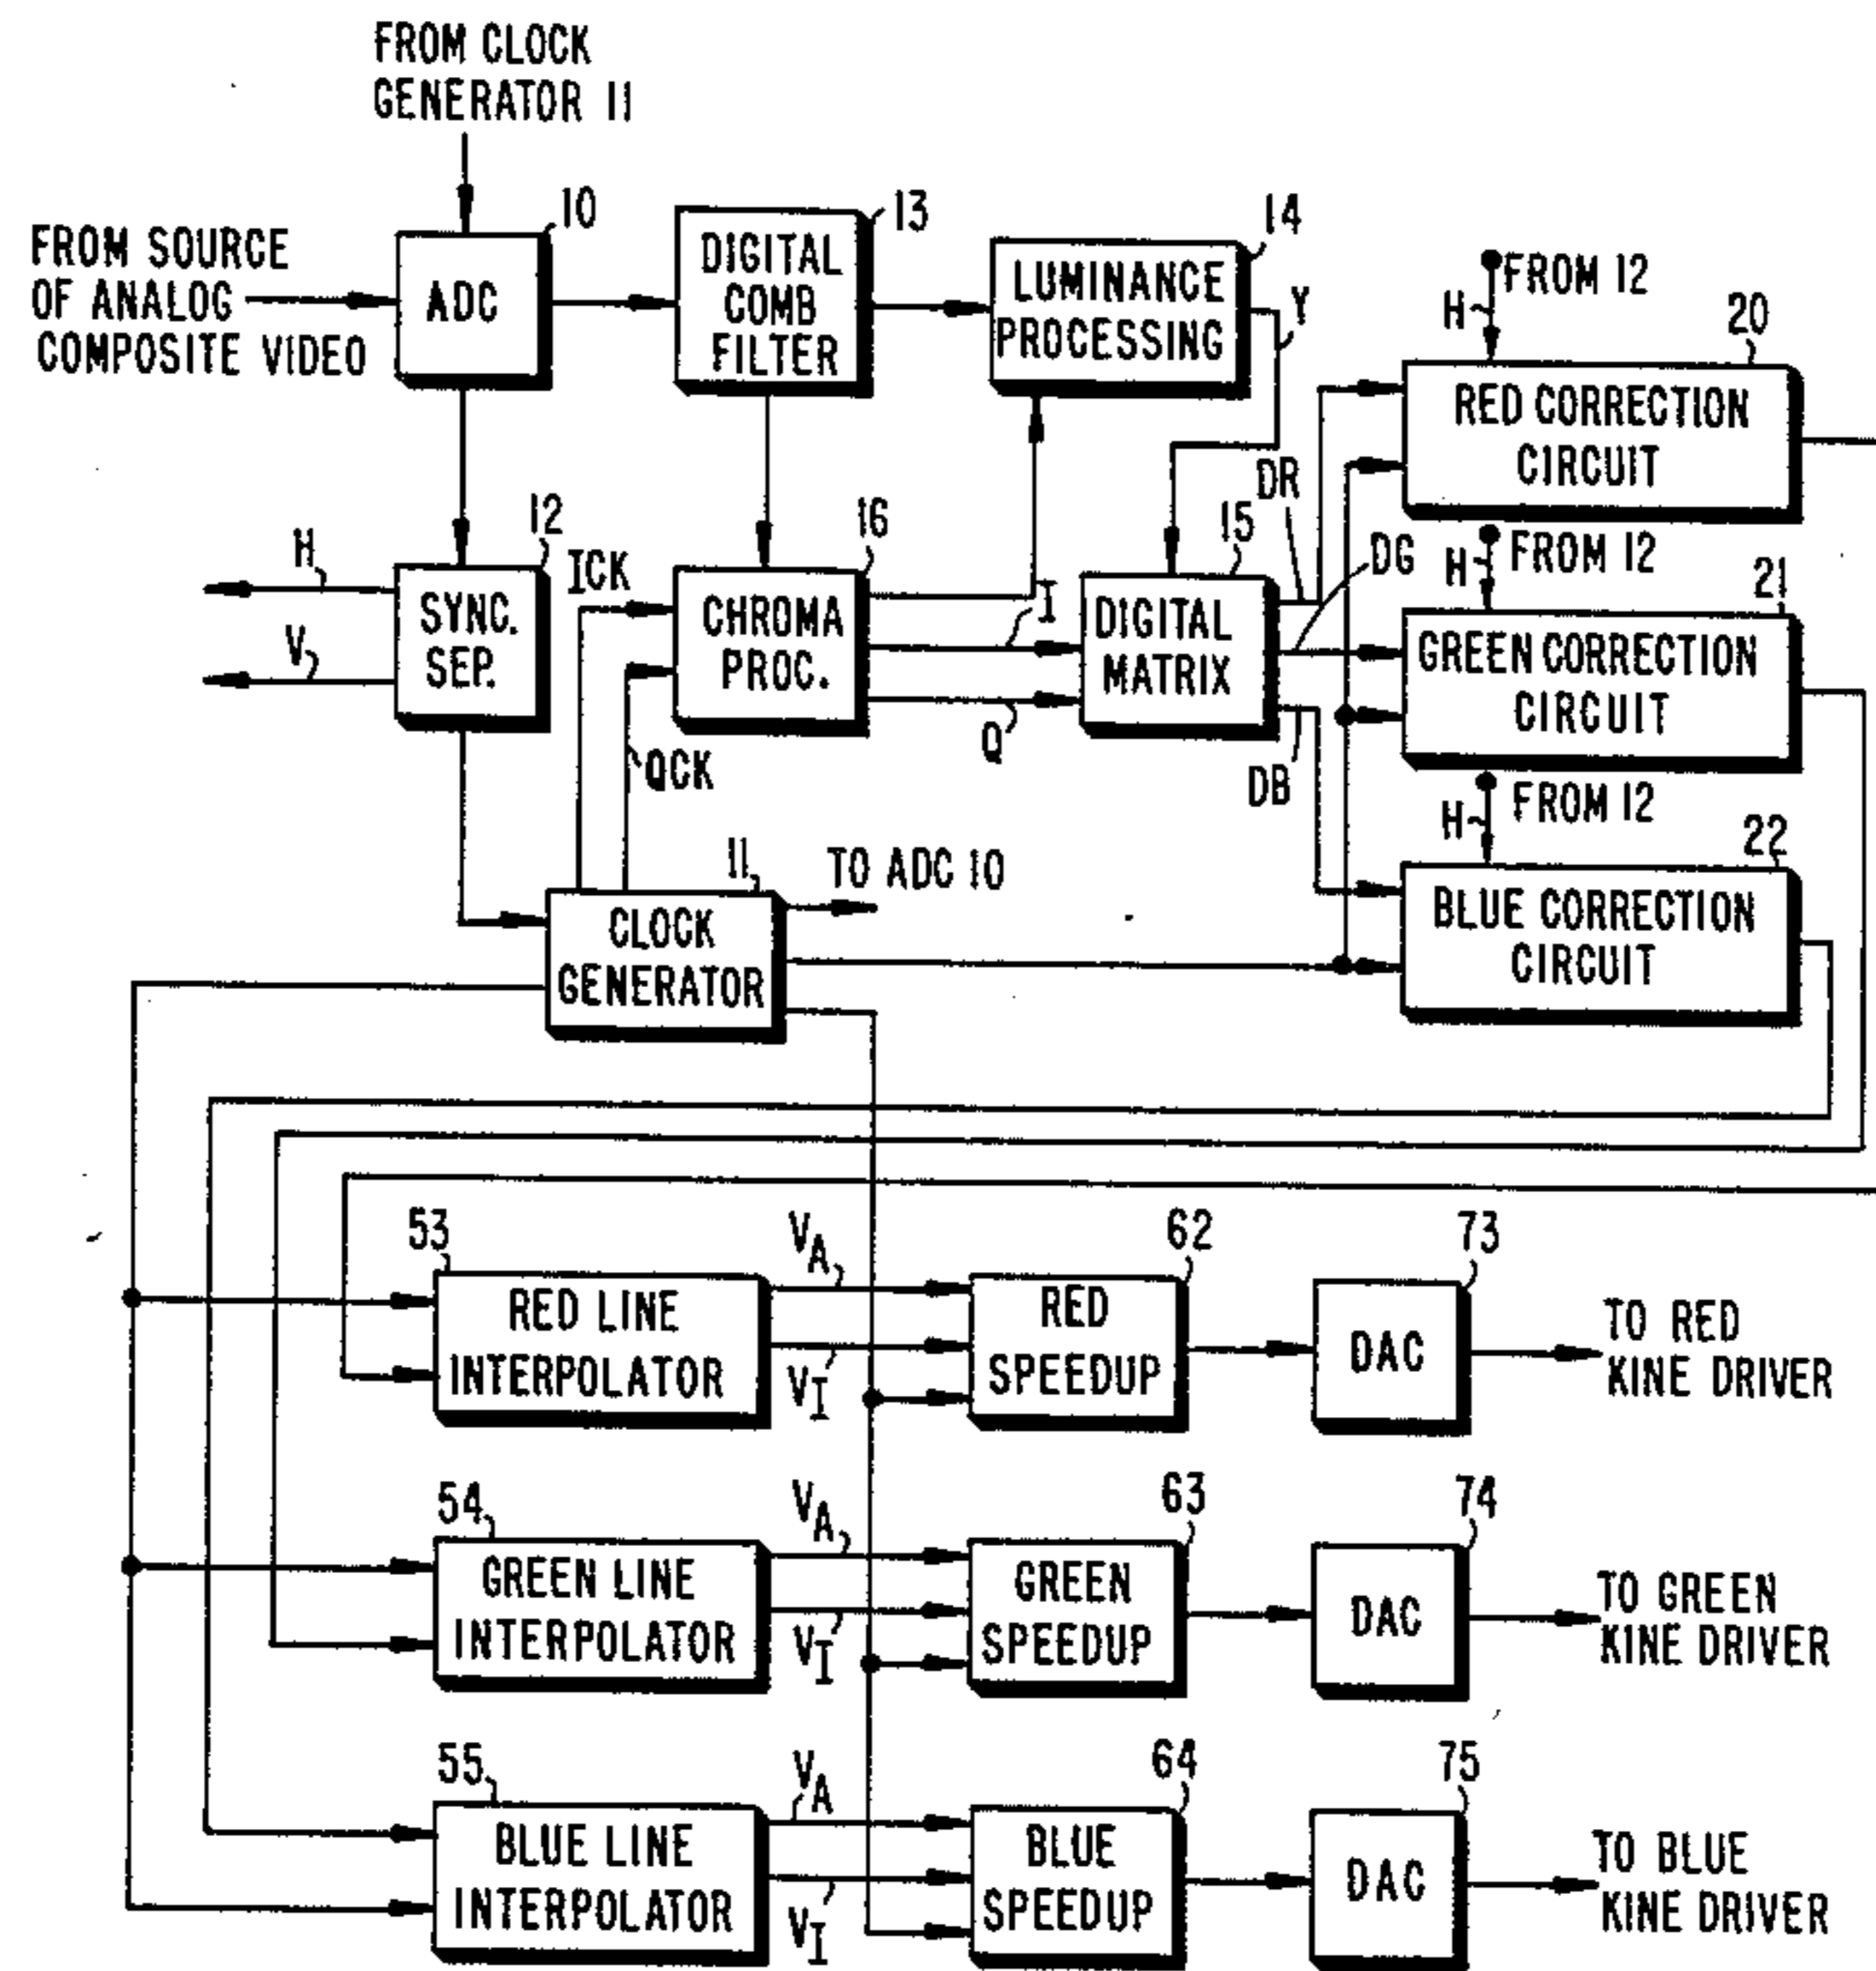 FROM CLOCK
GENERATOR 11
FROM SOURCE
OF ANALOG
COMPOSITE VIDEO
10
ADC
13
DIGITAL
COMB
FILTER
14
LUMINANCE
PROCESSING
Y
FROM 12
H
20
RED CORRECTION
CIRCUIT
H
V
12
SYNC.
SEP.
ICK
QCK
16
CHROMA
PROC.
I
Q
15
DIGITAL
MATRIX
DR
DG
DB
H
FROM 12
21
GREEN CORRECTION
CIRCUIT
H
FROM 12
22
BLUE CORRECTION
CIRCUIT
11
CLOCK
GENERATOR
TO ADC 10
53
RED LINE
INTERPOLATOR
VA
VI
62
RED
SPEEDUP
73
DAC
TO RED
KINE DRIVER
54
GREEN LINE
INTERPOLATOR
VA
VI
63
GREEN
SPEEDUP
74
DAC
TO GREEN
KINE DRIVER
55
BLUE LINE
INTERPOLATOR
VA
VI
64
BLUE
SPEEDUP
75
DAC
TO BLUE
KINE DRIVER